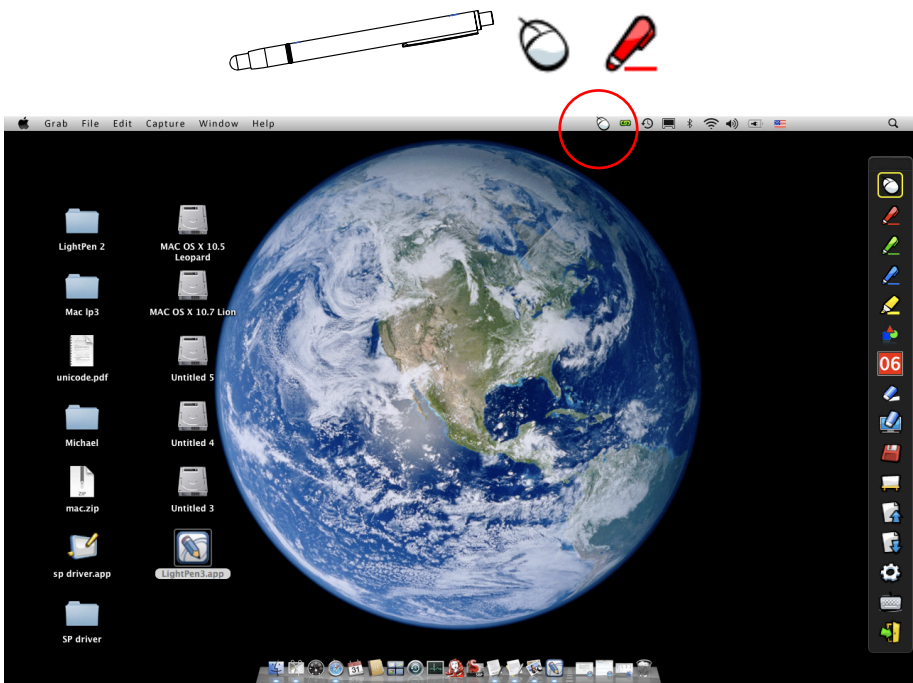 Grab File Edit Capture Window Help
LightPen 2
MAC OS X 10.5
Leopard
Mac lp3
MAC OS X 10.7 Lion
06
unicode.pdf
Untitled 5
Michael
Untitled 4
ZIP
mac.zip
Untitled 3
sp driver.app
LightPen3.app
SP driver
31